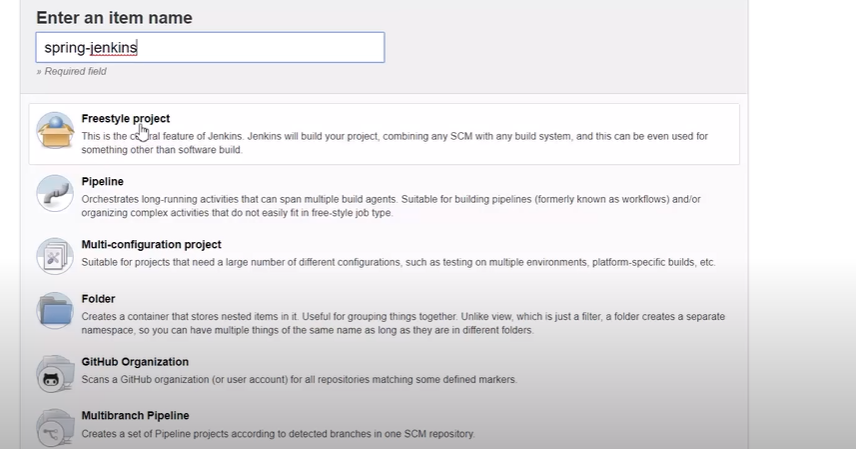 Enter an item name
spring-jenkins
» Required field
Freestyle project
This is the central feature of Jenkins. Jenkins will build your project, combining any SCM with any build system, and this can be even used for
something other than software build.
Pipeline
Orchestrates long-running activities that can span multiple build agents. Suitable for building pipelines (formerly known as workflows) and/or
organizing complex activities that do not easily fit in free-style job type.
Multi-configuration project
Suitable for projects that need a large number of different configurations, such as testing on multiple environments, platform-specific builds, etc.
Folder
Creates a container that stores nested items in it. Useful for grouping things together. Unlike view, which is just a filter, a folder creates a separate
namespace, so you can have multiple things of the same name as long as they are in different folders.
GitHub Organization
Scans a GitHub organization (or user account) for all repositories matching some defined markers.
Multibranch Pipeline
Creates a set of Pipeline projects according to detected branches in one SCM repository.